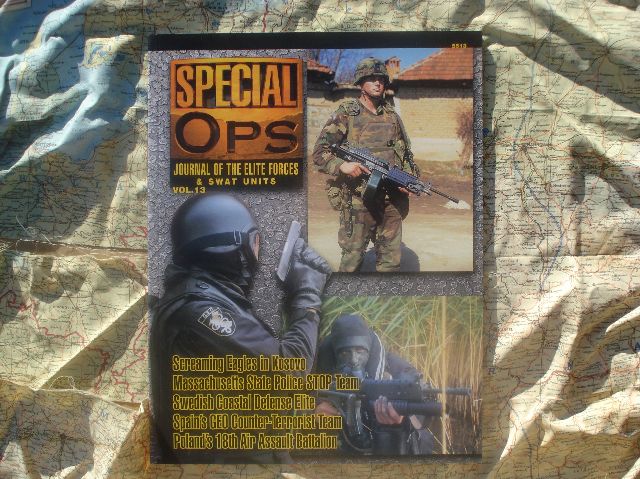 5513
SPECIAL
OPS
JOURNAL OF THE ELITE FORCES
& SWAT UNITS
VOL.13
Screaming Eagles in Kosovo
Massachusetts State Police STOP Team
Swedish Coastal Defense Elite
Spain's GEO Counter-Terrorist Team
Poland's 18th Air Assault Battalion